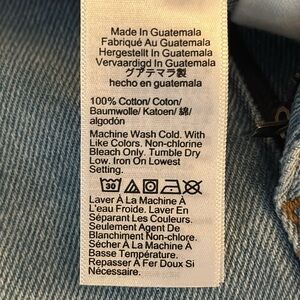 Made In Guatemala
Fabriqué Au Guatemala
Hergestellt In Guatemala
Vervaardigd In Guatemala
グアテマラ製
hecho en guatemala
100% Cotton/ Coton/
Baumwolle/ Katoen/ 綿/
algodón
Machine Wash Cold. With
Like Colors. Non-chlorine
Bleach Only. Tumble Dry
Low. Iron On Lowest
Setting.
30
Laver À La Machine À
L'eau Froide. Laver En
Séparant Les Couleurs.
Seulement Agent De
Blanchiment Non-chlore.
Sécher À La Machine À
Basse Température.
Repasser À Fer Doux Si
Nécessaire.